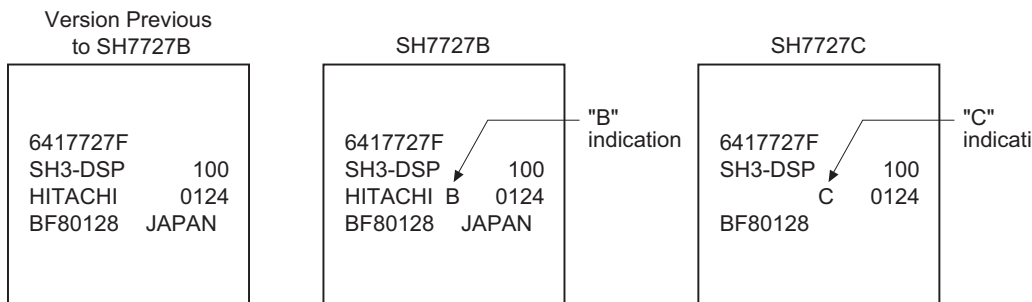 Version Previous
to SH7727B
6417727F
SH3-DSP 100
HITACHI 0124
BF80128 JAPAN
SH7727B
6417727F
SH3-DSP 100
HITACHI B 0124
BF80128 JAPAN
"B"
indication
SH7727C
6417727F
SH3-DSP 100
C 0124
BF80128
"C"
indicati